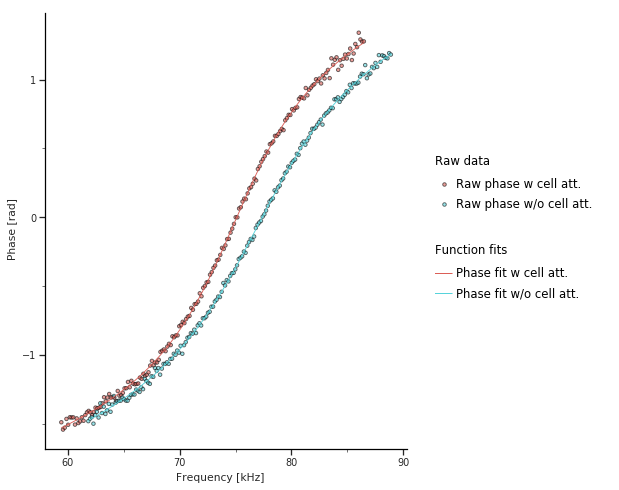 Phase [rad]
1
0
−1
60
70
80
90
Frequency [kHz]
Raw data
Raw phase w cell att.
Raw phase w/o cell att.
Function fits
Phase fit w cell att.
Phase fit w/o cell att.